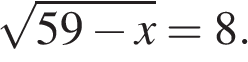 √(59 − x) = 8.